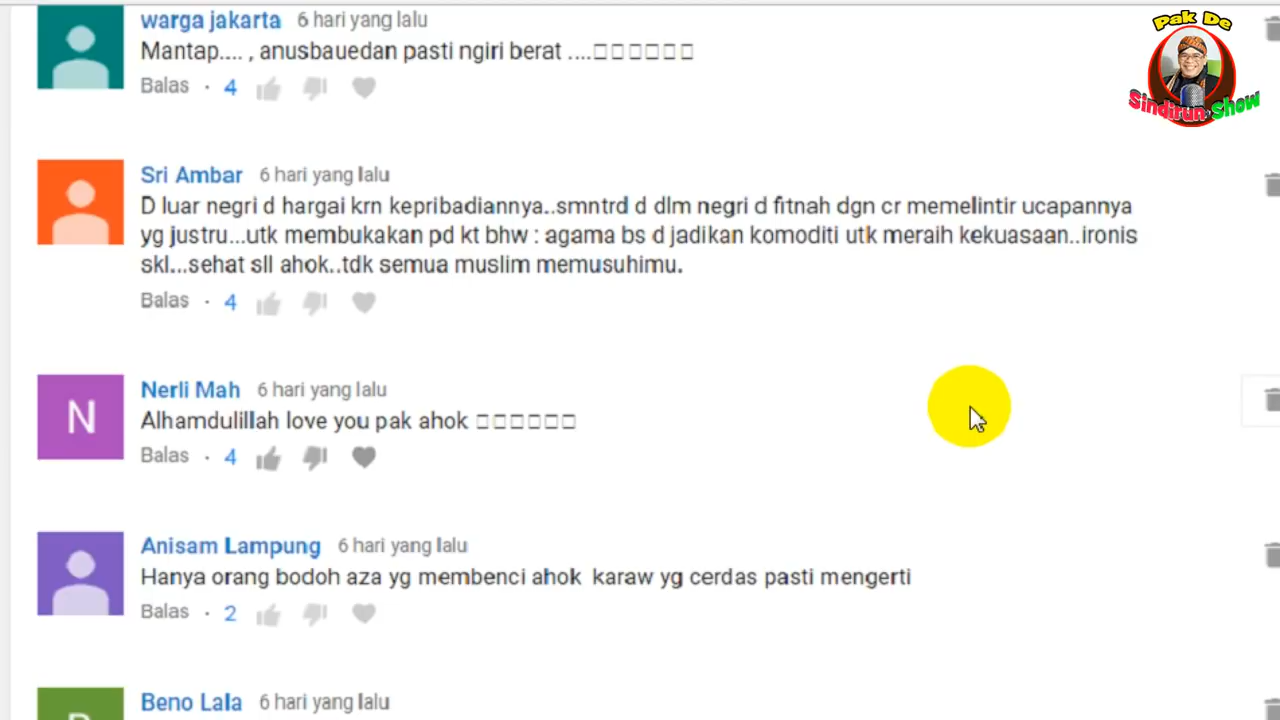 Pak De
Sindirun Show
warga jakarta 6 hari yang lalu
Mantap.... , anusbauedan pasti ngiri berat ....□□□□□□
Balas · 4
Sri Ambar 6 hari yang lalu
D luar negri d hargai krn kepribadiannya..smntrd d dlm negri d fitnah dgn cr memelintir ucapannya
yg justru...utk membukakan pd kt bhw : agama bs d jadikan komoditi utk meraih kekuasaan..ironis
skl...sehat sll ahok..tdk semua muslim memusuhimu.
Balas · 4
Nerli Mah 6 hari yang lalu
Alhamdulillah love you pak ahok □□□□□□
Balas · 4
N
Anisam Lampung 6 hari yang lalu
Hanya orang bodoh aza yg membenci ahok karaw yg cerdas pasti mengerti
Balas · 2
Beno Lala 6 hari yang lalu